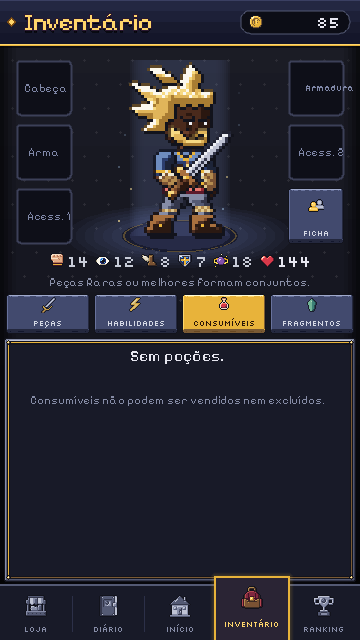 Inventário
85
Cabeça
Armadura
Arma
Acess. 2
Acess. 1
FICHA
14 12 8 7 18 144
Peças Raras ou melhores formam conjuntos.
PEÇAS HABILIDADES CONSUMÍVEIS FRAGMENTOS
Sem poções.
Consumíveis não podem ser vendidos nem excluídos.
LOJA DIÁRIO INÍCIO INVENTÁRIO RANKING